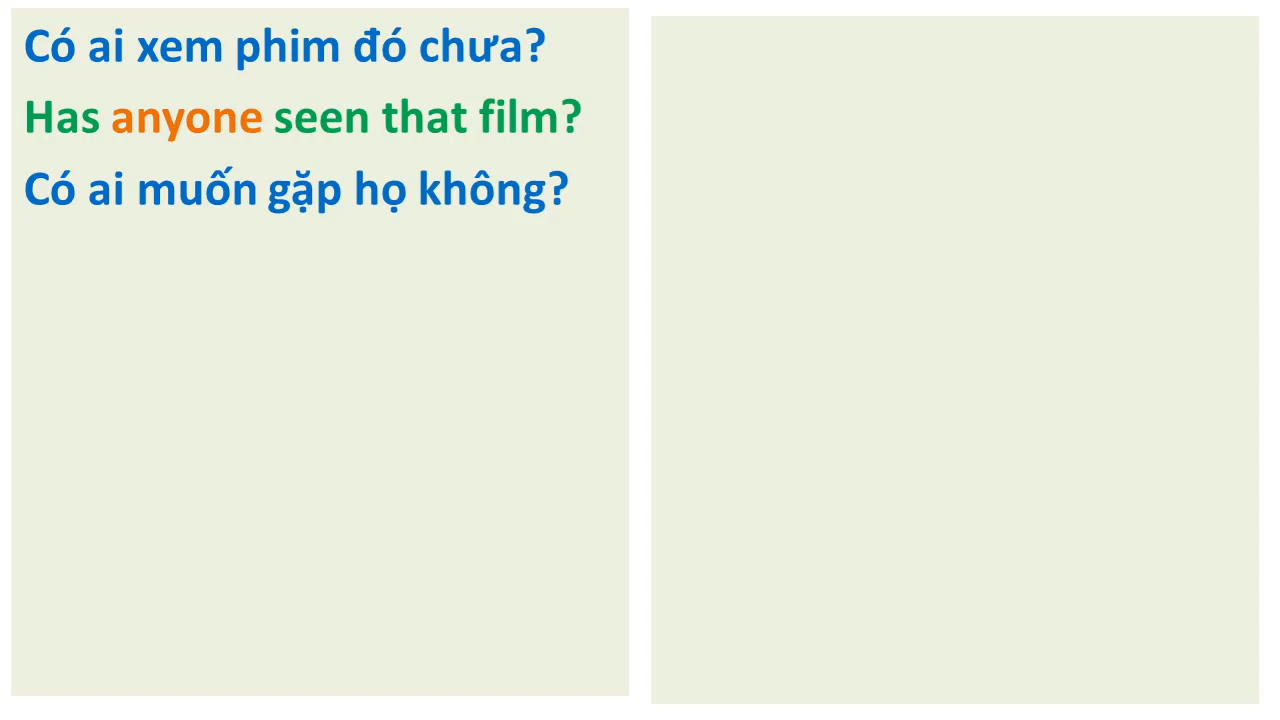 Có ai xem phim đó chưa?
Has anyone seen that film?
Có ai muốn gặp họ không?